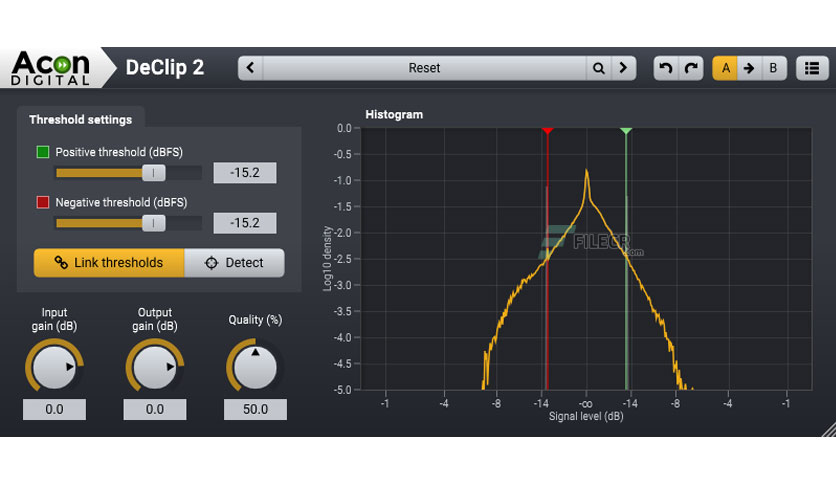 Acon
DIGITAL
DeClip 2
Reset
A
B
Threshold settings
Positive threshold (dBFS)
-15.2
Negative threshold (dBFS)
-15.2
Link thresholds
Detect
Input
gain (dB)
Output
gain (dB)
Quality (%)
0.0
0.0
50.0
Histogram
Log10 density
0.0
-0.5
-1.0
-1.5
-2.0
-2.5
-3.0
-3.5
-4.0
-4.5
-5.0
FILECR
.com
-1
-4
-8
-14
-∞
-14
-8
-4
-1
Signal level (dB)